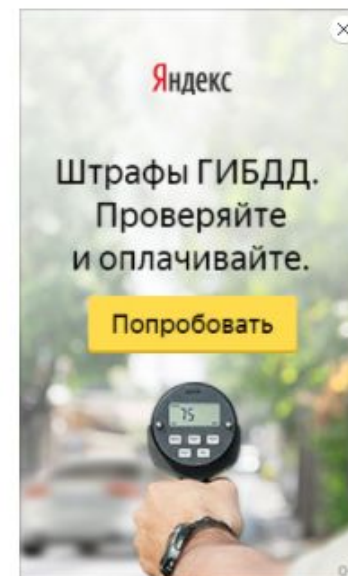 Яндекс
Штрафы ГИБДД.
Проверяйте
и оплачивайте.
Попробовать
75